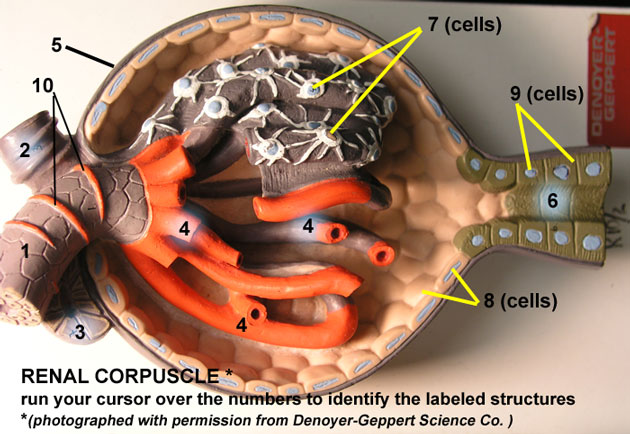 5
7 (cells)
10
9 (cells)
DENOYER-
GEPPERT
2
4
4
6
1
8 (cells)
3
4
RENAL CORPUSCLE *
run your cursor over the numbers to identify the labeled structures
*(photographed with permission from Denoyer-Geppert Science Co. )